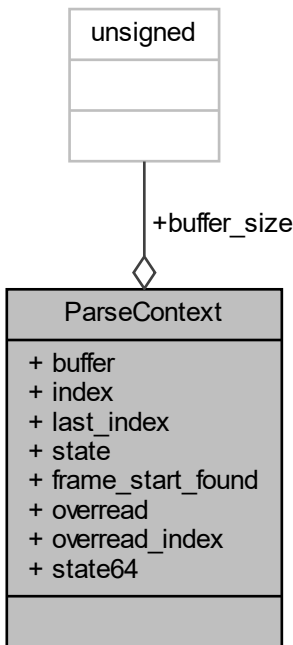 unsigned
+buffer_size
ParseContext
+ buffer
+ index
+ last_index
+ state
+ frame_start_found
+ overread
+ overread_index
+ state64